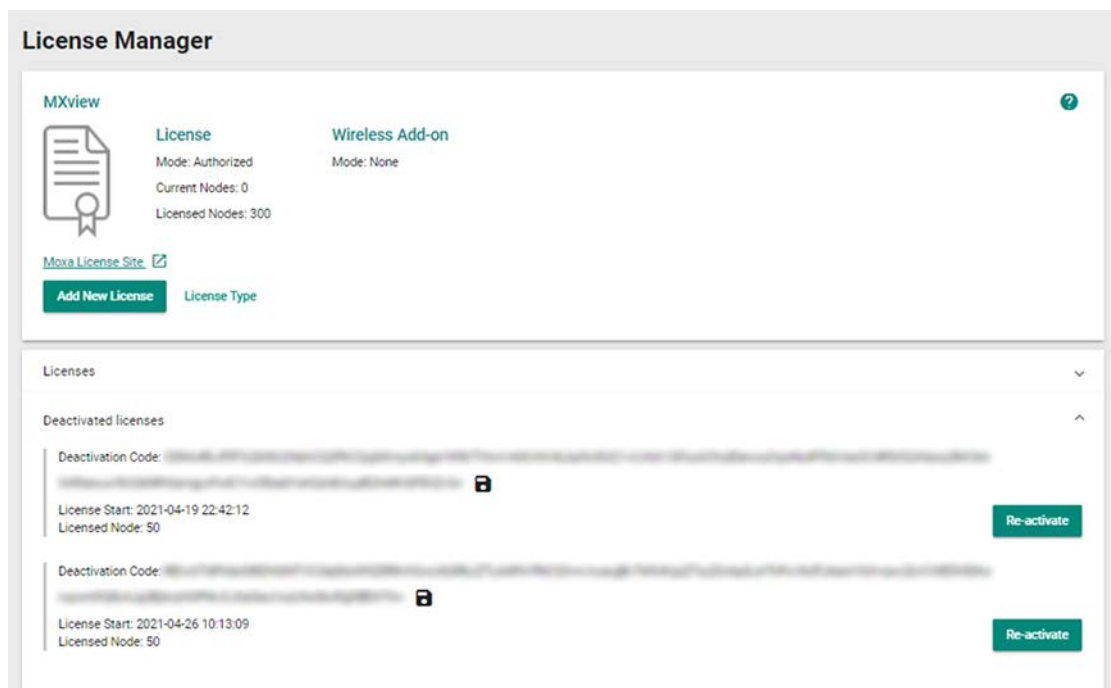 License Manager
MXview
License
Wireless Add-on
Mode: Authorized
Mode: None
Current Nodes: 0
Licensed Nodes: 300
Moxa License Site
Add New License
License Type
Licenses
Deactivated licenses
Deactivation Code:
License Start: 2021-04-19 22:42:12
Licensed Node: 50
Re-activate
Deactivation Code:
License Start: 2021-04-26 10:13:09
Licensed Node: 50
Re-activate